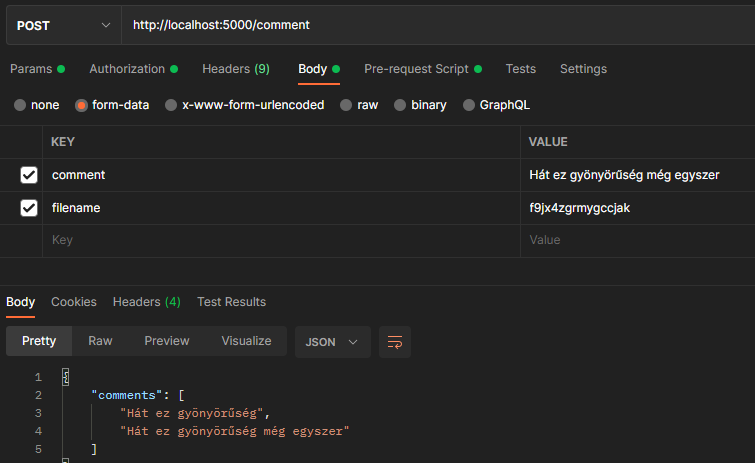 POST http://localhost:5000/comment
Params Authorization Headers (9) Body Pre-request Script Tests Settings
none form-data x-www-form-urlencoded raw binary GraphQL
KEY VALUE
comment Hát ez gyönyörűség még egyszer
filename f9jx4zgrmygccjak
Key Value
Body Cookies Headers (4) Test Results
Pretty Raw Preview Visualize JSON
1 {
2 "comments": [
3 "Hát ez gyönyörűség",
4 "Hát ez gyönyörűség még egyszer"
5 ]